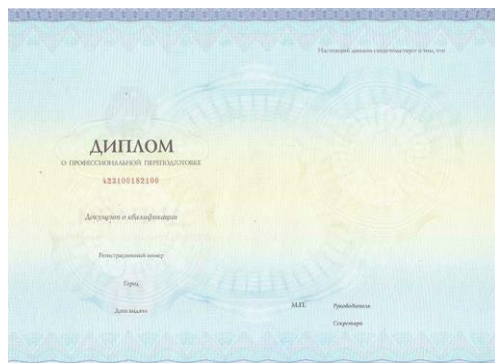 Настоящий диплом свидетельствует о том, что
ДИПЛОМ
О ПРОФЕССИОНАЛЬНОЙ ПЕРЕПОДГОТОВКЕ
423100182100
Документ о квалификации
Регистрационный номер
Город
Дата выдачи
М.П.
Руководитель
Секретарь